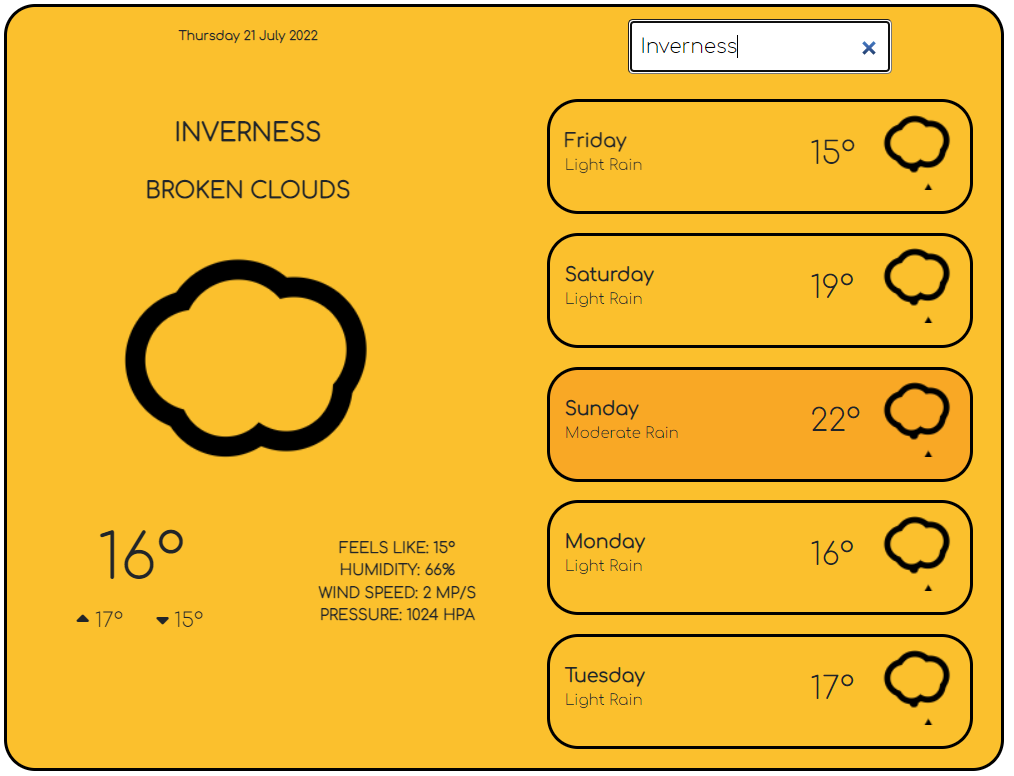 Thursday 21 July 2022
INVERNESS
BROKEN CLOUDS
16°
17° 15°
FEELS LIKE: 15°
HUMIDITY: 66%
WIND SPEED: 2 MP/S
PRESSURE: 1024 HPA
Inverness
Friday
Light Rain
15°
Saturday
Light Rain
19°
Sunday
Moderate Rain
22°
Monday
Light Rain
16°
Tuesday
Light Rain
17°